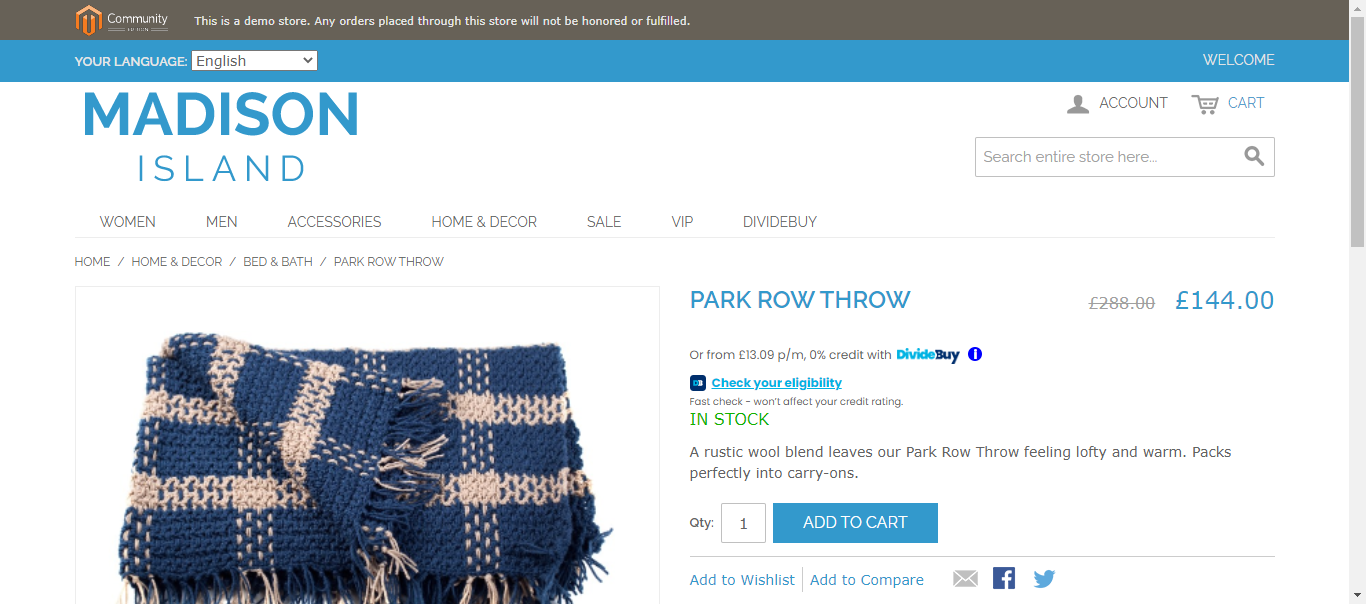 Community
This is a demo store. Any orders placed through this store will not be honored or fulfilled.
YOUR LANGUAGE: English
WELCOME
MADISON
ISLAND
ACCOUNT CART
Search entire store here...
WOMEN MEN ACCESSORIES HOME & DECOR SALE VIP DIVIDEBUY
HOME / HOME & DECOR / BED & BATH / PARK ROW THROW
PARK ROW THROW £288.00 £144.00
Or from £13.09 p/m, 0% credit with DivideBuy i
DB Check your eligibility
Fast check - won't affect your credit rating.
IN STOCK
A rustic wool blend leaves our Park Row Throw feeling lofty and warm. Packs
perfectly into carry-ons.
Qty: 1 ADD TO CART
Add to Wishlist Add to Compare